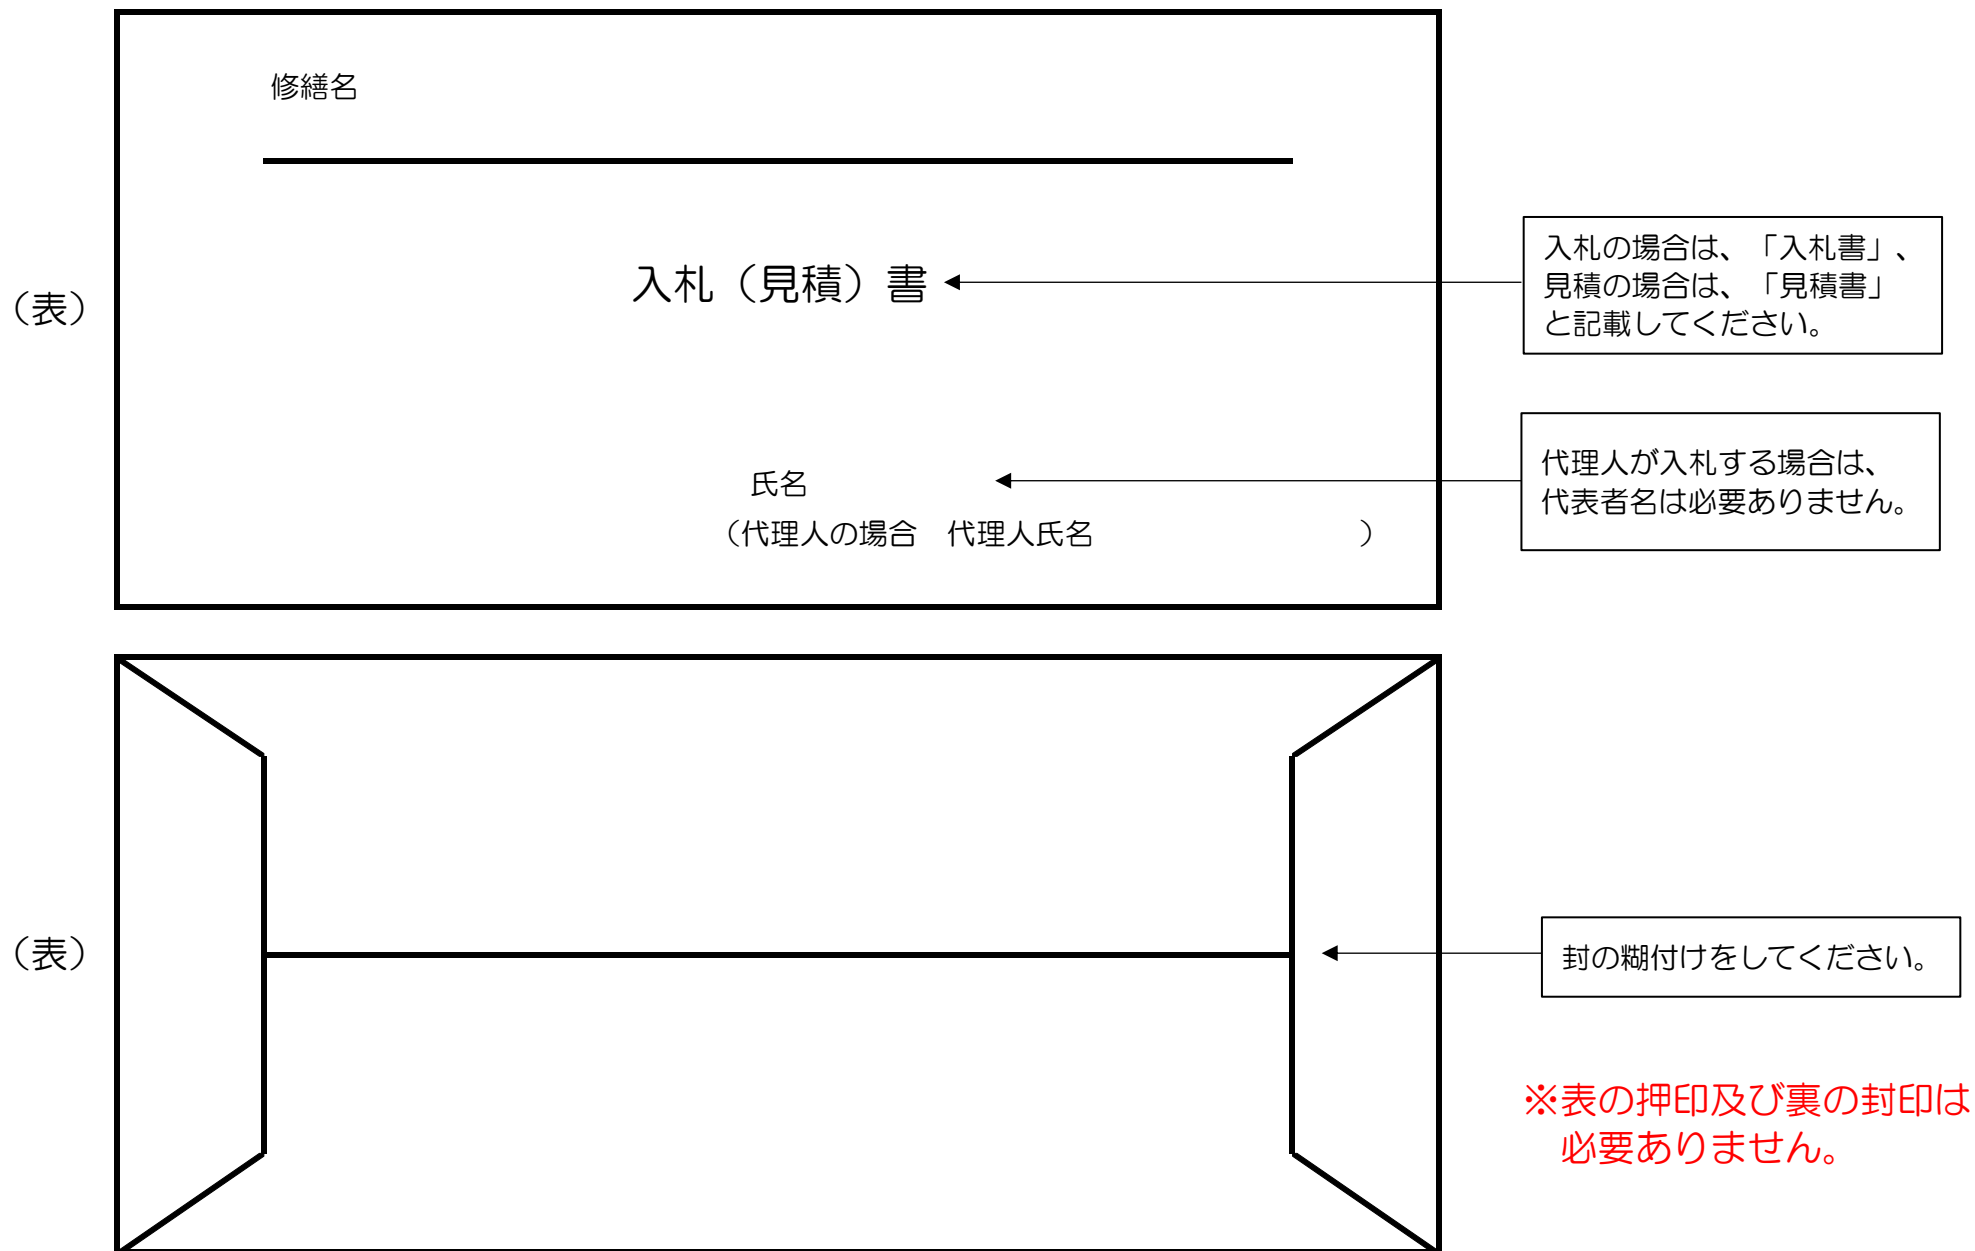 修繕名
（表）
入札（見積）書
入札の場合は、「入札書」、
見積の場合は、「見積書」
と記載してください。
氏名
（代理人の場合　代理人氏名　　　　　　　　　）
代理人が入札する場合は、
代表者名は必要ありません。
（表）
封の糊付けをしてください。
※表の押印及び裏の封印は
必要ありません。